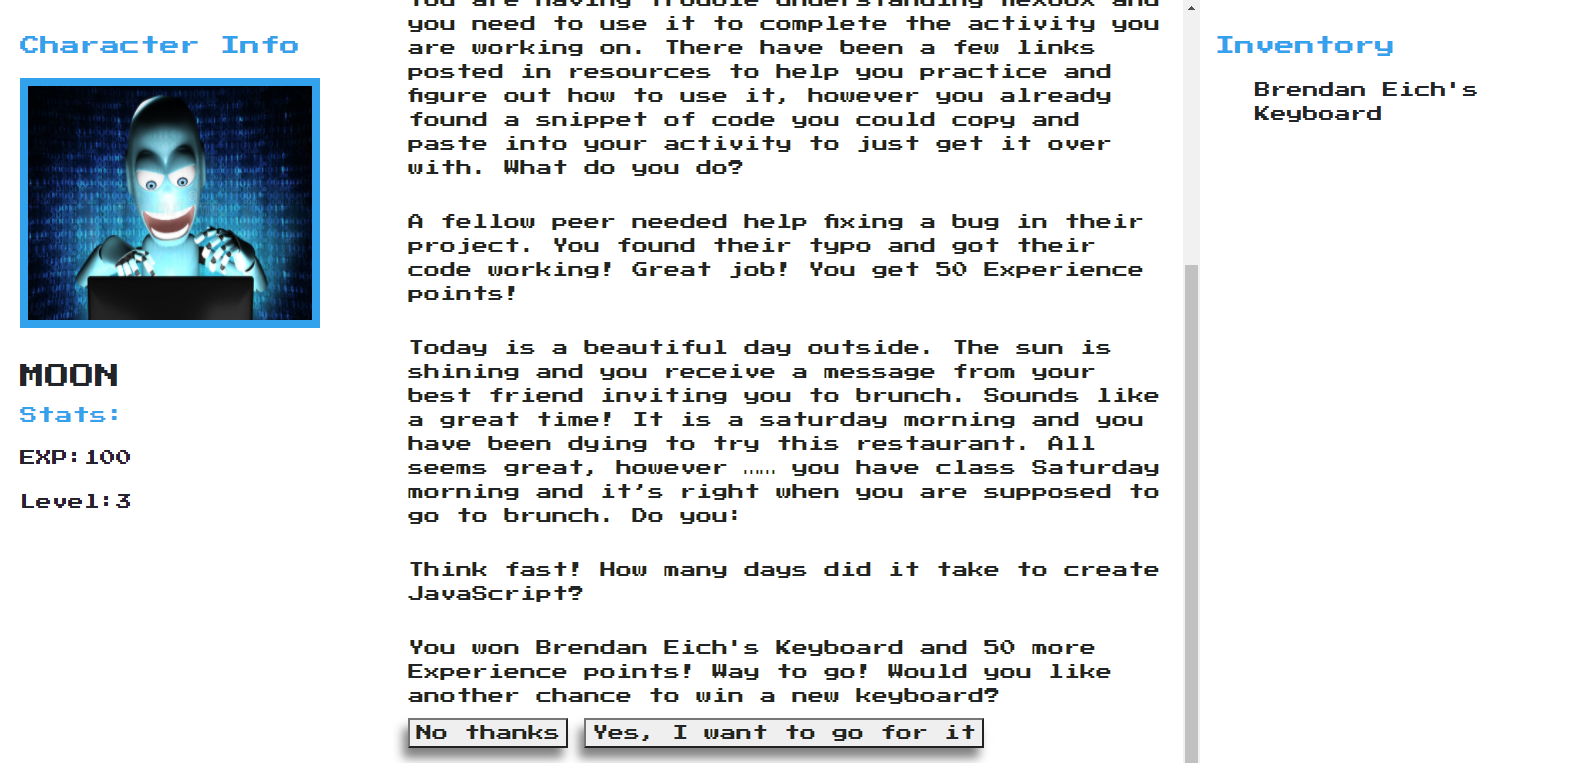 Character Info
MOON
Stats:
EXP:100
Level:3
You are having trouble understanding flexbox and
you need to use it to complete the activity you
are working on. There have been a few links
posted in resources to help you practice and
figure out how to use it, however you already
found a snippet of code you could copy and
paste into your activity to just get it over
with. What do you do?
A fellow peer needed help fixing a bug in their
project. You found their typo and got their
code working! Great job! You get 50 Experience
points!
Today is a beautiful day outside. The sun is
shining and you receive a message from your
best friend inviting you to brunch. Sounds like
a great time! It is a saturday morning and you
have been dying to try this restaurant. All
seems great, however …… you have class Saturday
morning and it’s right when you are supposed to
go to brunch. Do you:
Think fast! How many days did it take to create
JavaScript?
You won Brendan Eich's Keyboard and 50 more
Experience points! Way to go! Would you like
another chance to win a new keyboard?
No thanks
Yes, I want to go for it
Inventory
Brendan Eich's
Keyboard